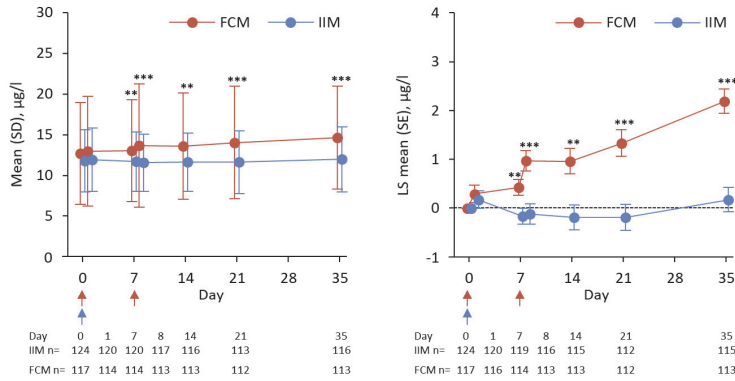 FCM IIM
30
25
20
15
10
5
0
Mean (SD), µg/l
** *** ** *** ***
0 7 14 21 28 35
Day
Day 0 1 7 8 14 21 35
IIM n= 124 120 120 117 116 113 116
FCM n= 117 114 114 113 113 112 113
FCM IIM
4
3
2
1
0
-1
LS mean (SE), µg/l
** *** ** *** ***
0 7 14 21 28 35
Day
Day 0 1 7 8 14 21 35
IIM n= 124 120 119 116 115 112 115
FCM n= 117 116 114 113 113 112 113